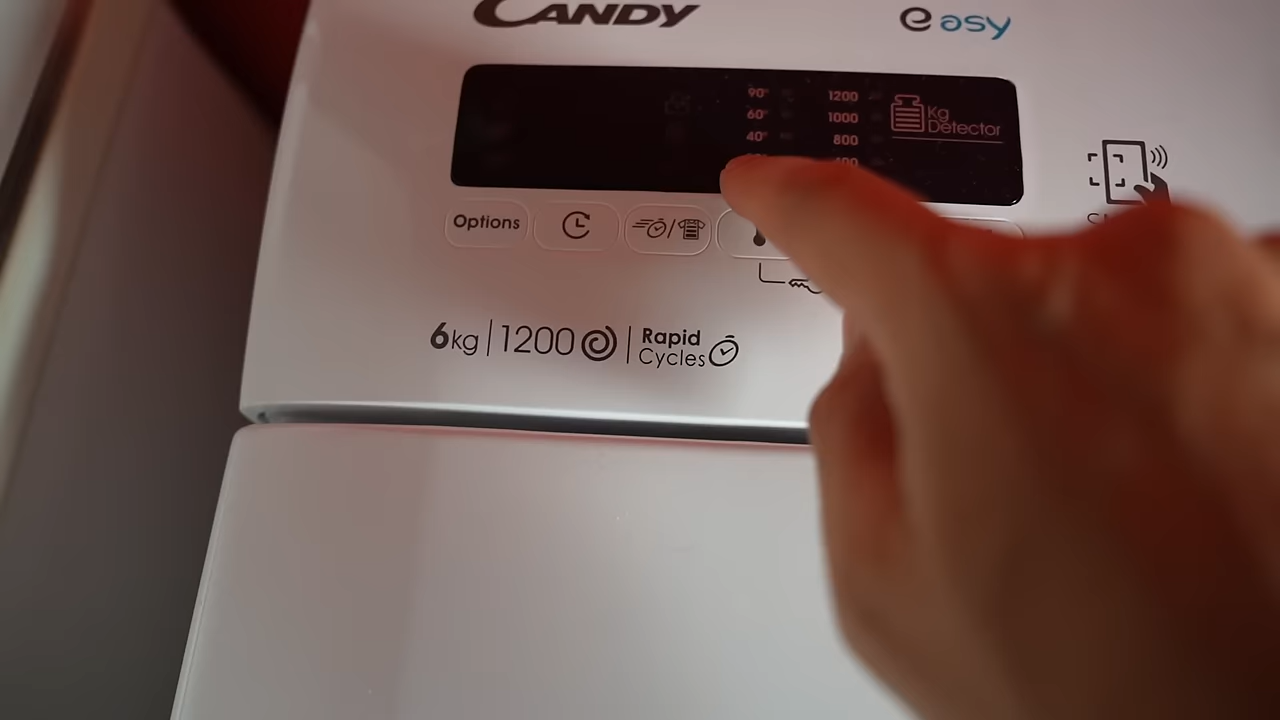 CANDY
easy
90° 1200
60° 1000
40° 800
Kg
Detector
Options
6kg 1200 Rapid
Cycles